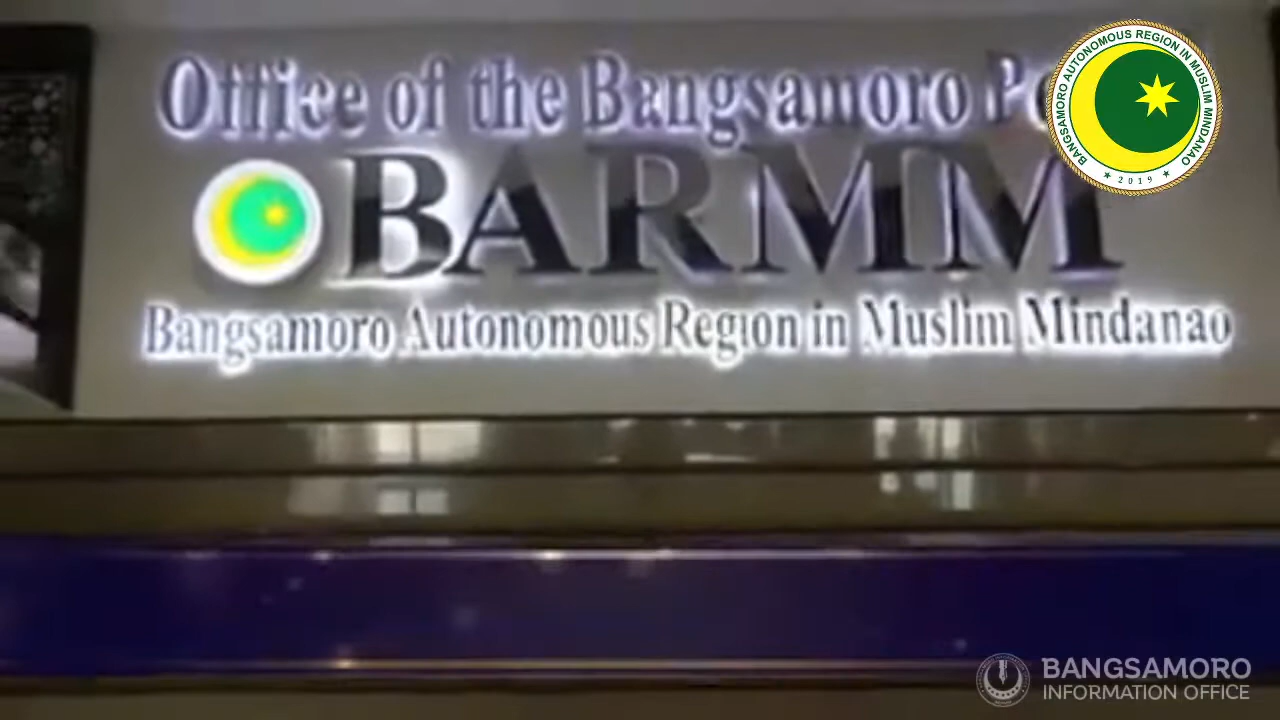 Office of the Bangsamoro
BARMM
Bangsamoro Autonomous Region in Muslim Mindanao
BANGSAMORO AUTONOMOUS REGION IN MUSLIM MINDANAO
2019
BANGSAMORO
INFORMATION OFFICE